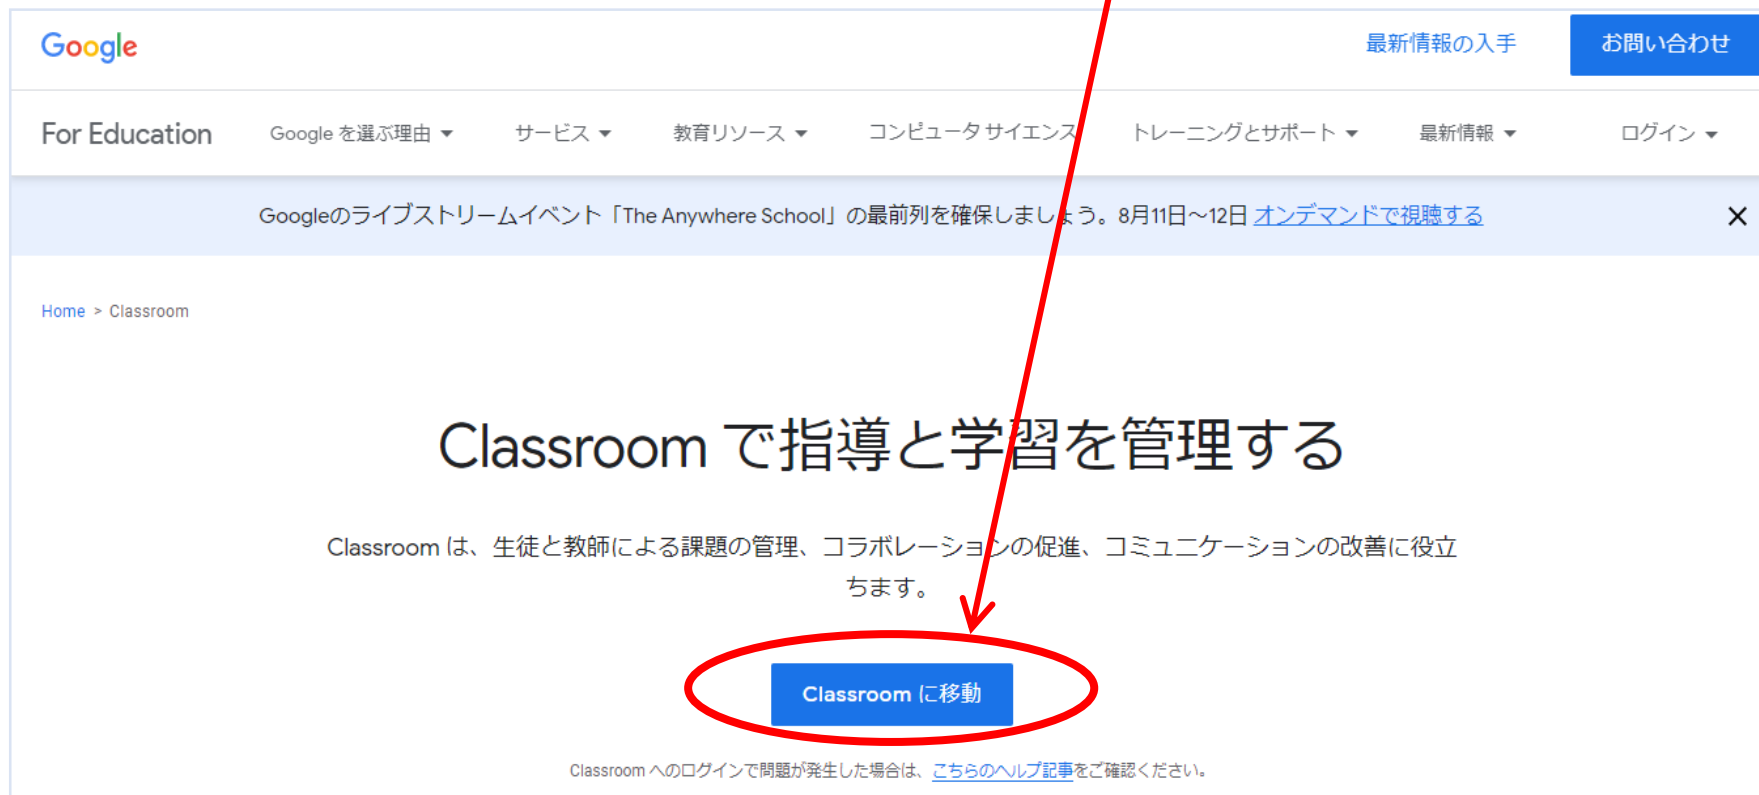 Google
最新情報の入手
お問い合わせ
For Education
Google を選ぶ理由
サービス
教育リソース
コンピュータ サイエンス
トレーニングとサポート
最新情報
ログイン
Googleのライブストリームイベント「The Anywhere School」の最前列を確保しましょう。8月11日～12日 オンデマンドで視聴する
Home > Classroom
Classroom で指導と学習を管理する
Classroom は、生徒と教師による課題の管理、コラボレーションの促進、コミュニケーションの改善に役立
ちます。
Classroom に移動
Classroom へのログインで問題が発生した場合は、こちらのヘルプ記事をご確認ください。